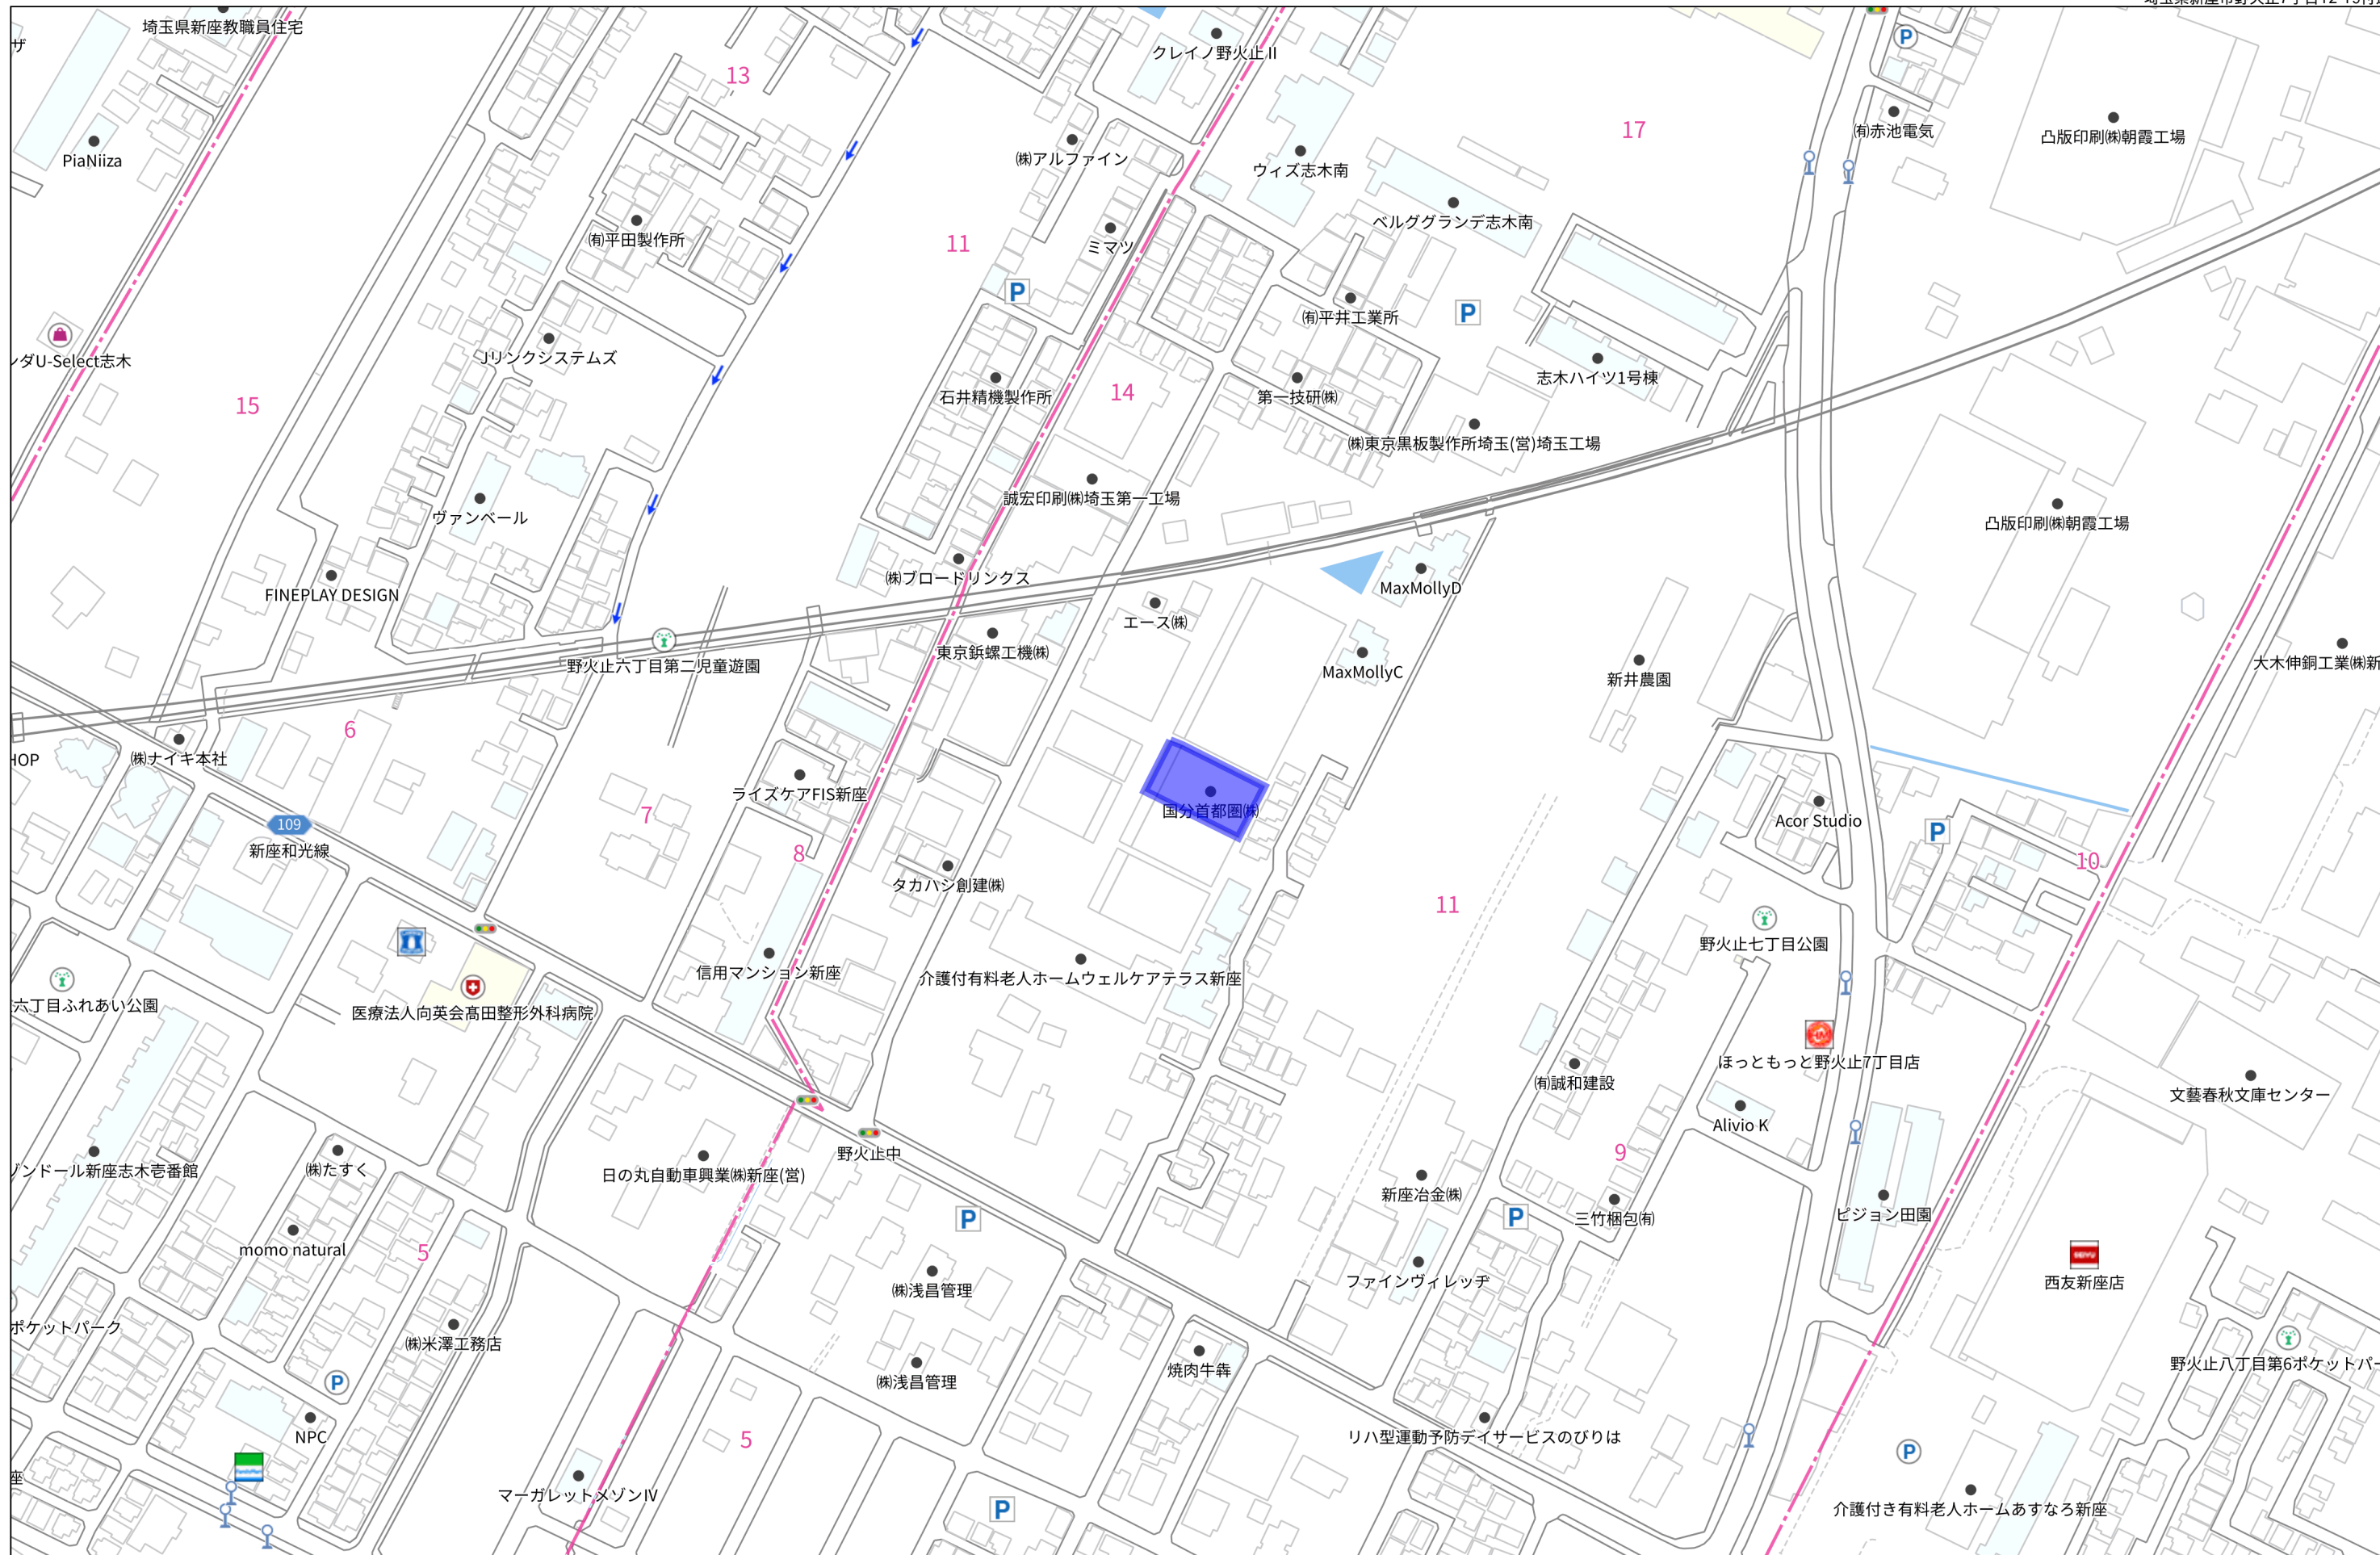 埼玉県新座教職員住宅
クレイノ野火止Ⅱ
ザ
13
㈲赤池電気
凸版印刷㈱朝霞工場
17
PiaNiiza
㈱アルファイン
ウィズ志木南
ベルググランデ志木南
㈲平田製作所
11
ミマツ
P
P
P
㈲平井工業所
ンダU-Select志木
Jリンクシステムズ
志木ハイツ1号棟
15
石井精機製作所
14
第一技研㈱
㈱東京黒板製作所埼玉(営)埼玉工場
誠宏印刷㈱埼玉第一工場
ヴァンベール
凸版印刷㈱朝霞工場
㈱ブロードリンクス
FINEPLAY DESIGN
MaxMollyD
エース㈱
東京鋲螺工機㈱
野火止六丁目第二児童遊園
MaxMollyC
新井農園
大木伸銅工業㈱新
6
㈱ナイキ本社
HOP
ライズケアFIS新座
7
国分首都圏㈱
Acor Studio
P
109
新座和光線
8
10
タカハシ創建㈱
11
野火止七丁目公園
信用マンション新座
介護付有料老人ホームウェルケアテラス新座
六丁目ふれあい公園
医療法人向英会髙田整形外科病院
ほっともっと野火止7丁目店
㈲誠和建設
文藝春秋文庫センター
Alivio K
野火止中
9
ゾンドール新座志木壱番館
㈱たすく
日の丸自動車興業㈱新座(営)
新座冶金㈱
P
P
三竹梱包㈲
ピジョン田園
momo natural
5
SEIYU
西友新座店
ファインヴィレッヂ
㈱浅昌管理
ポケットパーク
㈱米澤工務店
焼肉牛犇
野火止八丁目第6ポケットパー
㈱浅昌管理
P
NPC
5
リハ型運動予防デイサービスのびりは
P
座
マーガレットメゾンⅣ
P
介護付き有料老人ホームあすなろ新座